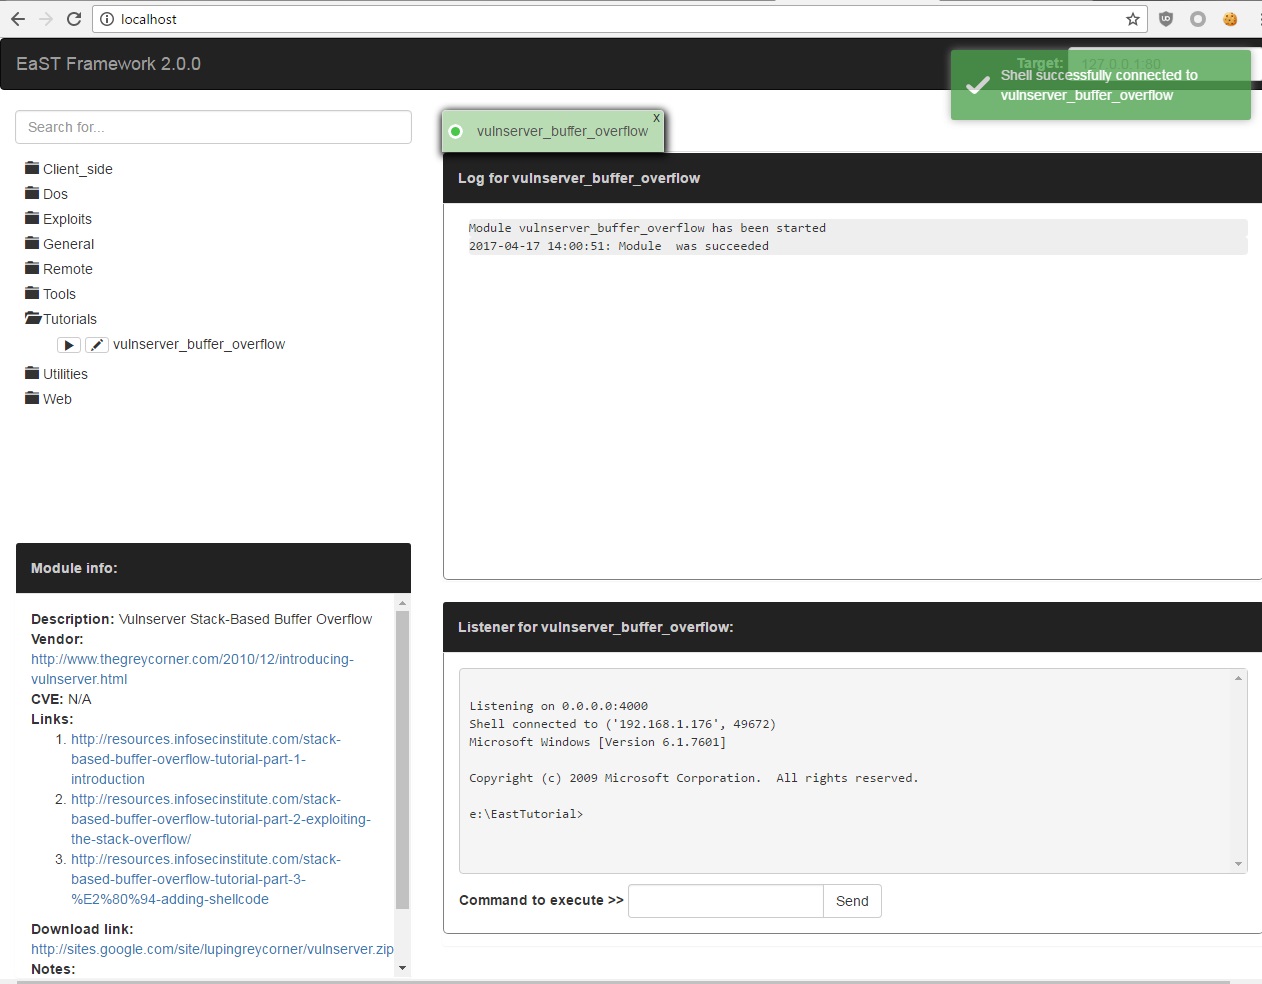 localhost
EaST Framework 2.0.0
Target: 127.0.0.1:80
Shell successfully connected to
vulnserver_buffer_overflow
Search for...
Client_side
Dos
Exploits
General
Remote
Tools
Tutorials
vulnserver_buffer_overflow
Utilities
Web
Module info:
Description: Vulnserver Stack-Based Buffer Overflow
Vendor:
http://www.thegreycorner.com/2010/12/introducing-
vulnserver.html
CVE: N/A
Links:
1. http://resources.infosecinstitute.com/stack-
based-buffer-overflow-tutorial-part-1-
introduction
2. http://resources.infosecinstitute.com/stack-
based-buffer-overflow-tutorial-part-2-exploiting-
the-stack-overflow/
3. http://resources.infosecinstitute.com/stack-
based-buffer-overflow-tutorial-part-3-
%E2%80%94-adding-shellcode
Download link:
http://sites.google.com/site/lupingreycorner/vulnserver.zip
Notes:
vulnserver_buffer_overflow x
Log for vulnserver_buffer_overflow
Module vulnserver_buffer_overflow has been started
2017-04-17 14:00:51: Module  was succeeded
Listener for vulnserver_buffer_overflow:
Listening on 0.0.0.0:4000
Shell connected to ('192.168.1.176', 49672)
Microsoft Windows [Version 6.1.7601]
Copyright (c) 2009 Microsoft Corporation.  All rights reserved.
e:\EastTutorial>
Command to execute >> Send